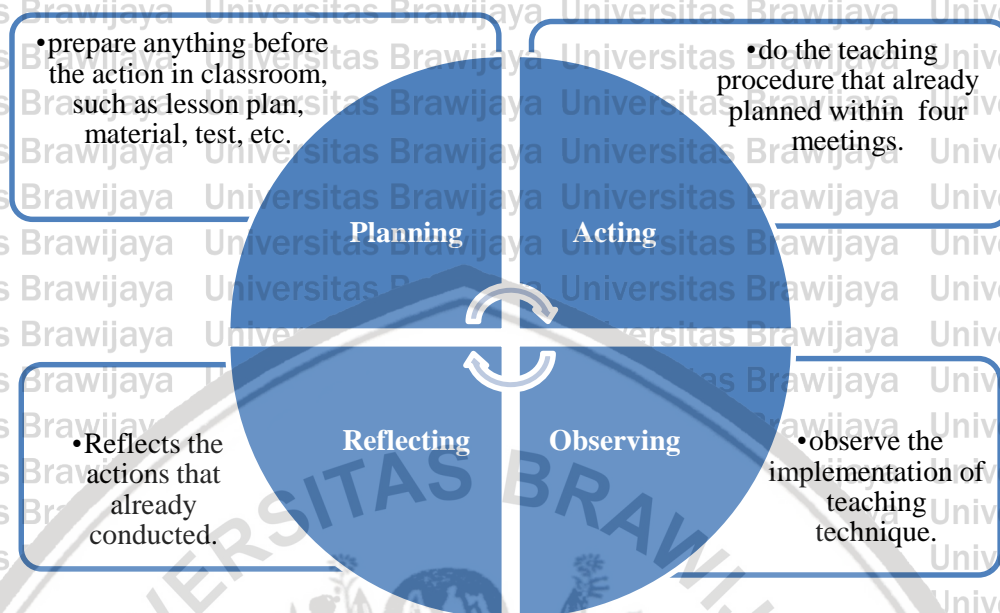 •prepare anything before
the action in classroom,
such as lesson plan,
material, test, etc.
•do the teaching
procedure that already
planned within four
meetings.
Planning
Acting
Reflecting
Observing
•Reflects the
actions that
already
conducted.
•observe the
implementation of
teaching
technique.